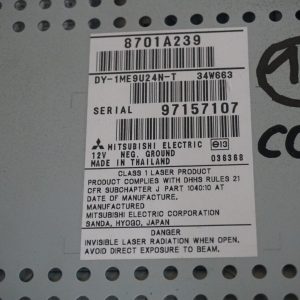 8701A239
DY-1ME9U24N-T 34W663
SERIAL 97157107
MITSUBISHI ELECTRIC e13
12V NEG. GROUND 036368
MADE IN THAILAND
CLASS 1 LASER PRODUCT
PRODUCT COMPLIES WITH DHHS RULES 21
CFR SUBCHAPTER J PART 1040:10 AT
DATE OF MANUFACTURE.
MANUFACTURED
MITSUBISHI ELECTRIC CORPORATION
SANDA, HYOGO, JAPAN
DANGER
INVISIBLE LASER RADIATION WHEN OPEN.
AVOID DIRECT EXPOSURE TO BEAM.